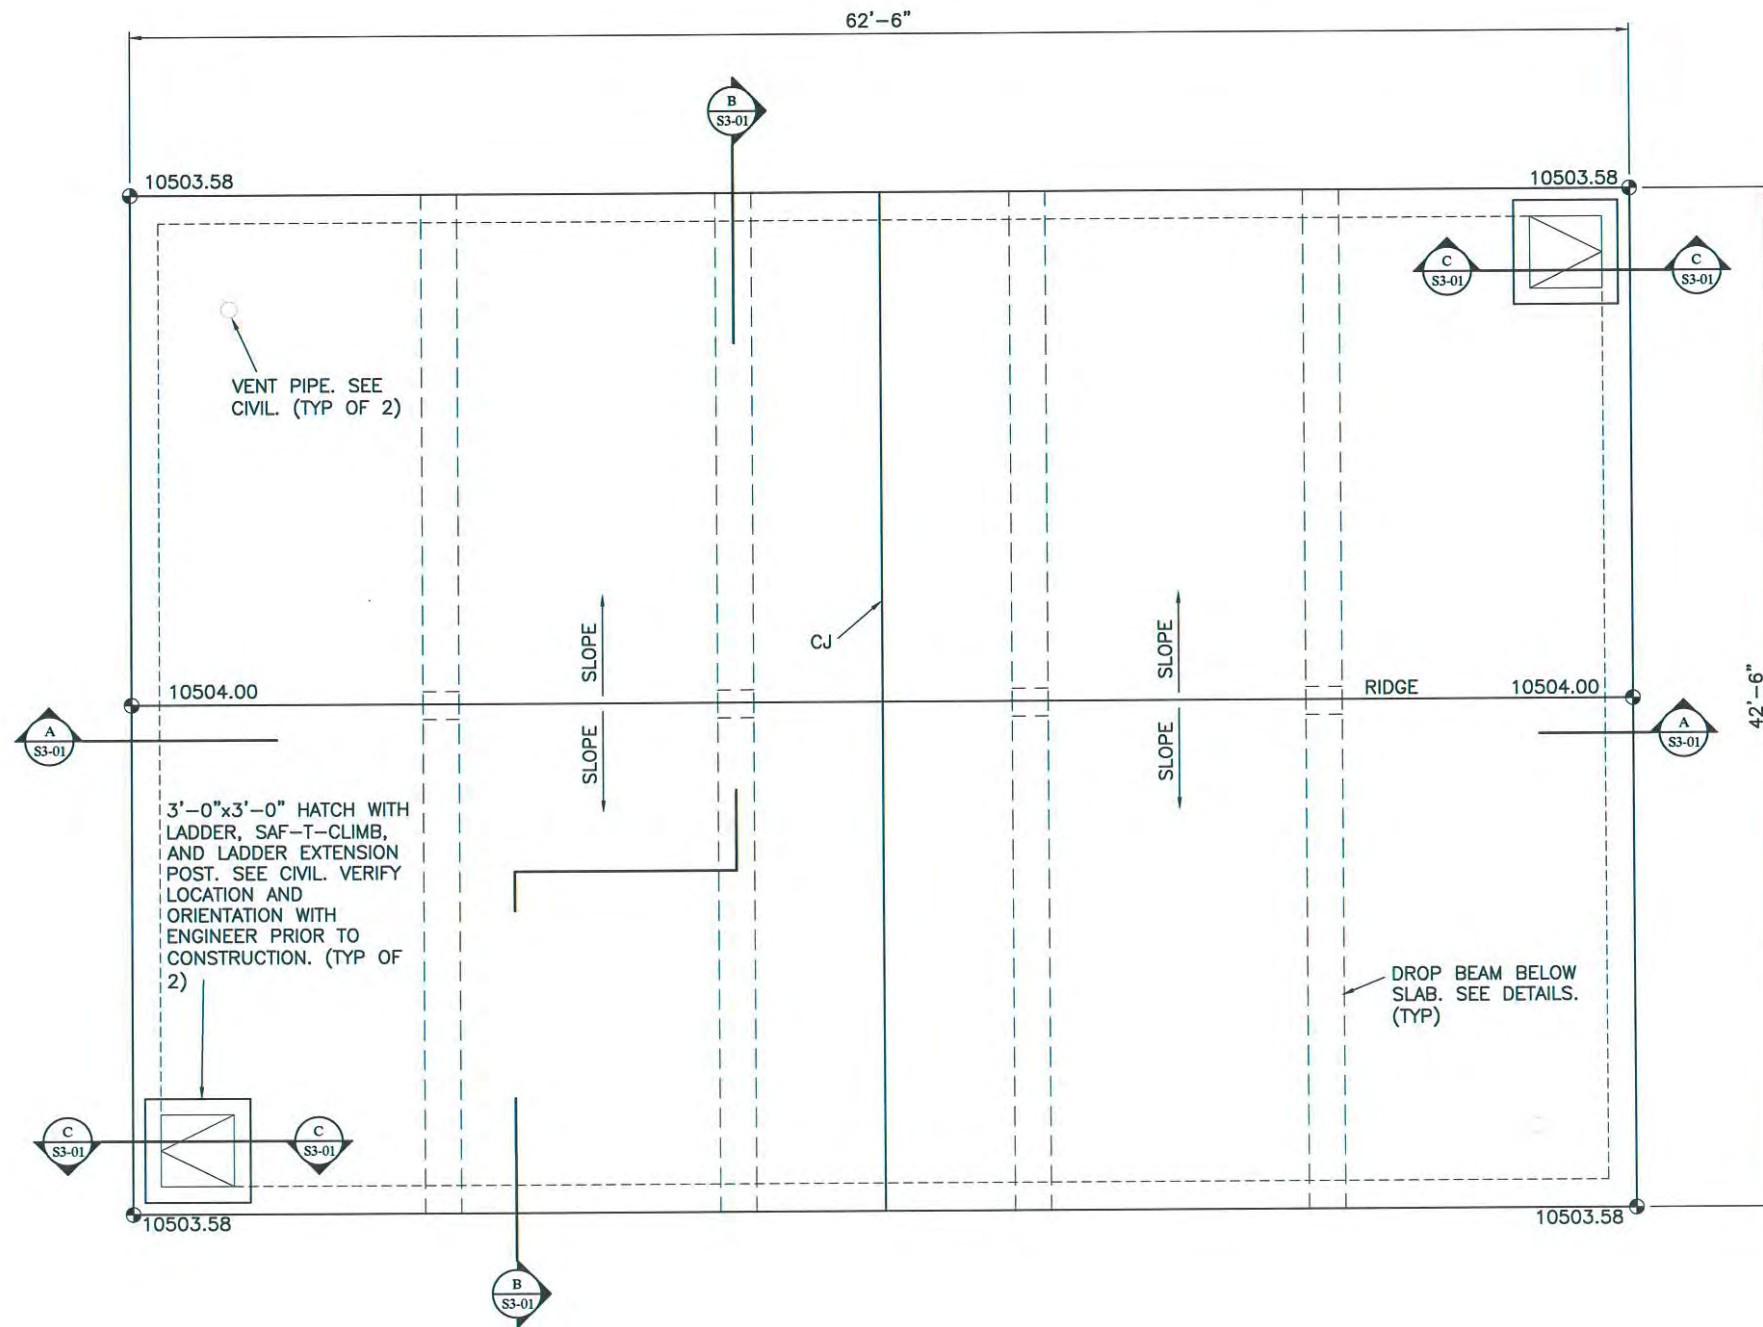 62'-6"
B
S3-01
10503.58
10503.58
C
S3-01
C
S3-01
VENT PIPE. SEE
CIVIL. (TYP OF 2)
SLOPE
CJ
SLOPE
10504.00
RIDGE
10504.00
42'-6"
A
S3-01
SLOPE
SLOPE
A
S3-01
3'-0"x3'-0" HATCH WITH
LADDER, SAF-T-CLIMB,
AND LADDER EXTENSION
POST. SEE CIVIL. VERIFY
LOCATION AND
ORIENTATION WITH
ENGINEER PRIOR TO
CONSTRUCTION. (TYP OF
2)
DROP BEAM BELOW
SLAB. SEE DETAILS.
(TYP)
C
S3-01
C
S3-01
10503.58
10503.58
B
S3-01